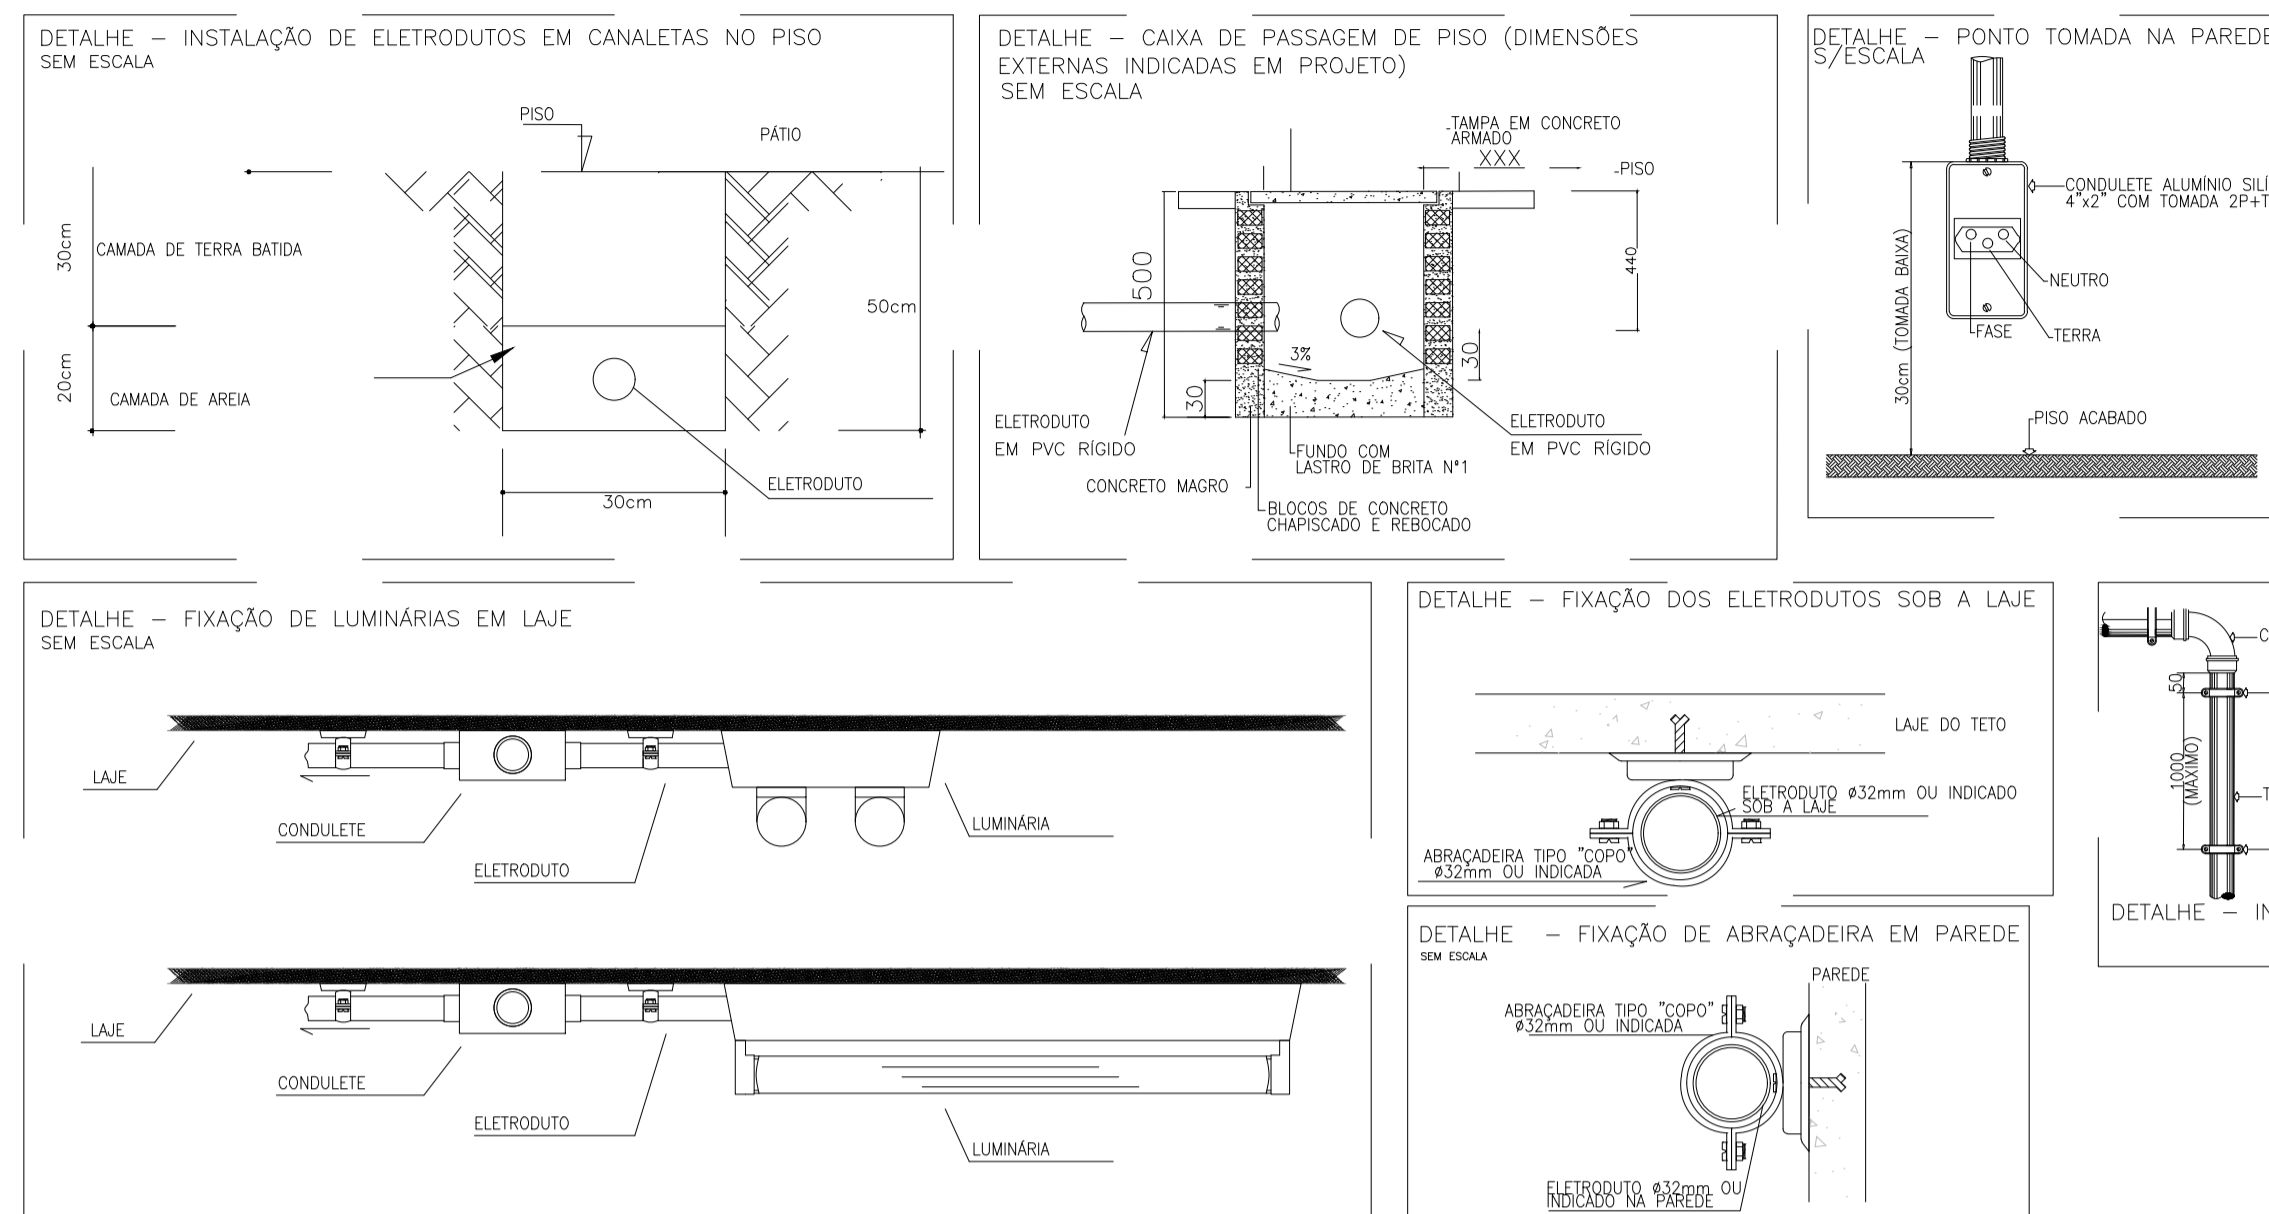 DETALHE – INSTALAÇÃO DE ELETRODUTOS EM CANALETAS NO PISO
SEM ESCALA
PISO
PÁTIO
30cm
CAMADA DE TERRA BATIDA
50cm
20cm
CAMADA DE AREIA
ELETRODUTO
30cm
DETALHE – CAIXA DE PASSAGEM DE PISO (DIMENSÕES
EXTERNAS INDICADAS EM PROJETO)
SEM ESCALA
TAMPA EM CONCRETO
ARMADO
XXX
PISO
500
440
3%
30
30
ELETRODUTO
EM PVC RÍGIDO
ELETRODUTO
EM PVC RÍGIDO
FUNDO COM
LASTRO DE BRITA N°1
CONCRETO MAGRO
BLOCOS DE CONCRETO
CHAPISCADO E REBOCADO
DETALHE – PONTO TOMADA NA PAREDE
S/ESCALA
CONDULETE ALUMÍNIO SILÍ
4"x2" COM TOMADA 2P+T
30cm (TOMADA BAIXA)
NEUTRO
FASE
TERRA
PISO ACABADO
DETALHE – FIXAÇÃO DE LUMINÁRIAS EM LAJE
SEM ESCALA
LAJE
CONDULETE
ELETRODUTO
LUMINÁRIA
LAJE
CONDULETE
ELETRODUTO
LUMINÁRIA
DETALHE – FIXAÇÃO DOS ELETRODUTOS SOB A LAJE
LAJE DO TETO
ELETRODUTO ø32mm OU INDICADO
SOB A LAJE
ABRAÇADEIRA TIPO "COPO"
ø32mm OU INDICADA
DETALHE – FIXAÇÃO DE ABRAÇADEIRA EM PAREDE
SEM ESCALA
PAREDE
ABRAÇADEIRA TIPO "COPO"
ø32mm OU INDICADA
ELETRODUTO ø32mm OU
INDICADO NA PAREDE
C
50
1000
(MÁXIMO)
T
DETALHE – IN